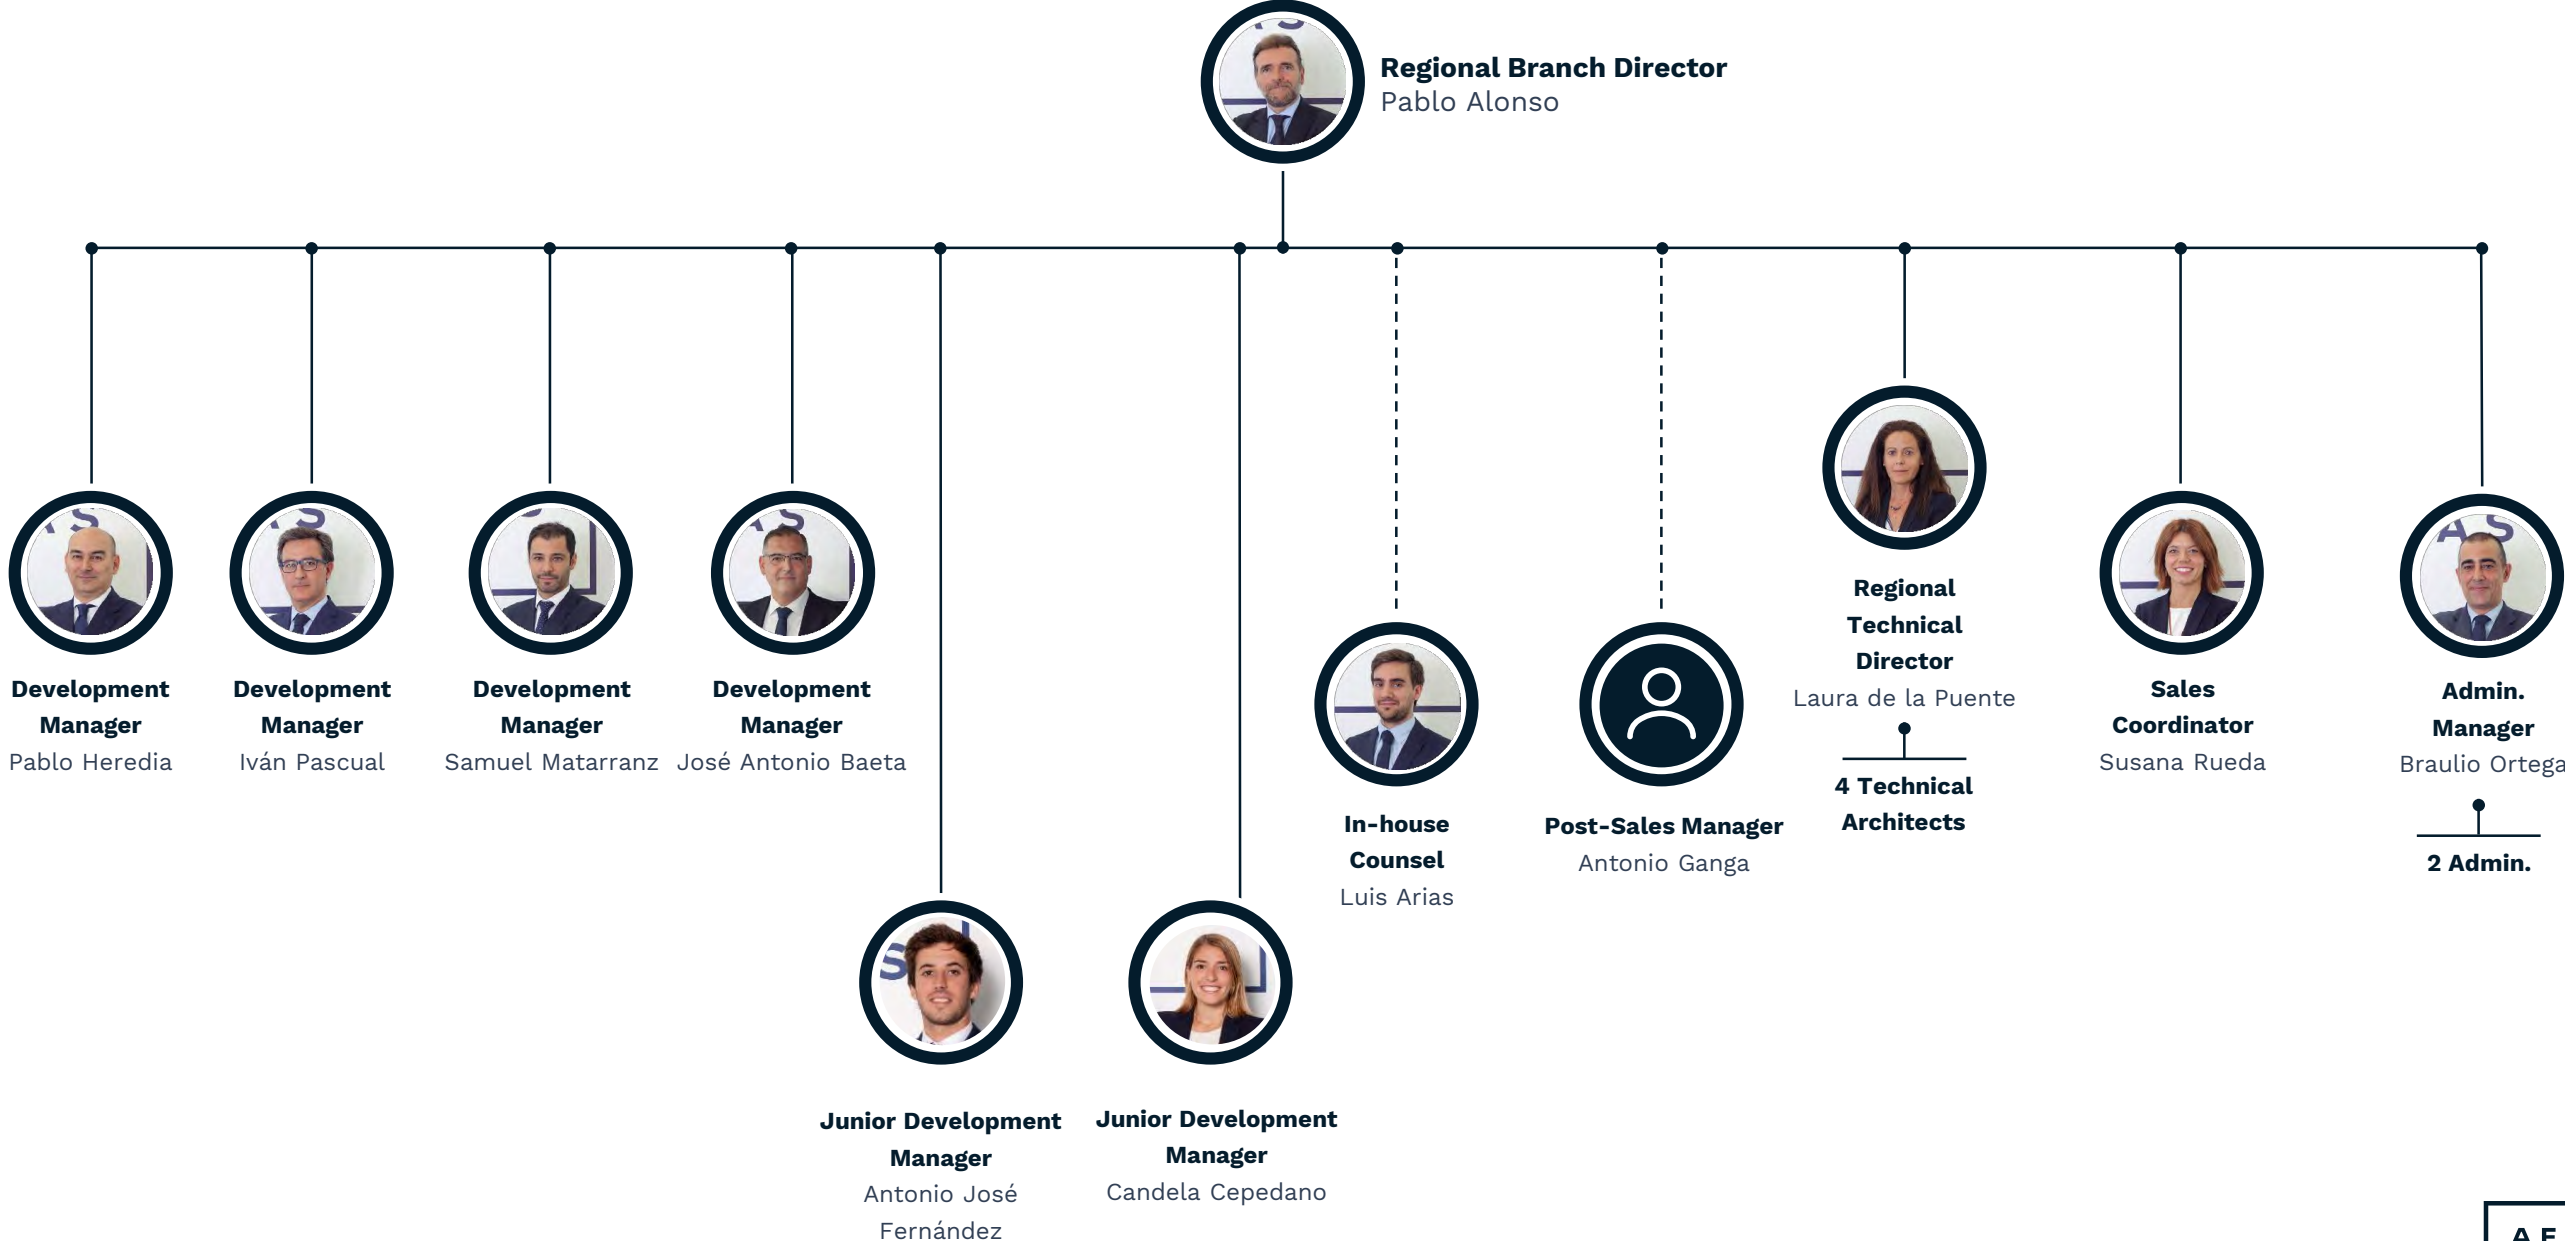 Regional Branch Director
Pablo Alonso
Development
Manager
Pablo Heredia
Development
Manager
Iván Pascual
Development
Manager
Samuel Matarranz
Development
Manager
José Antonio Baeta
Junior Development
Manager
Antonio José
Fernández
Junior Development
Manager
Candela Cepedano
In-house
Counsel
Luis Arias
Post-Sales Manager
Antonio Ganga
Regional
Technical
Director
Laura de la Puente
4 Technical
Architects
Sales
Coordinator
Susana Rueda
Admin.
Manager
Braulio Ortega
2 Admin.